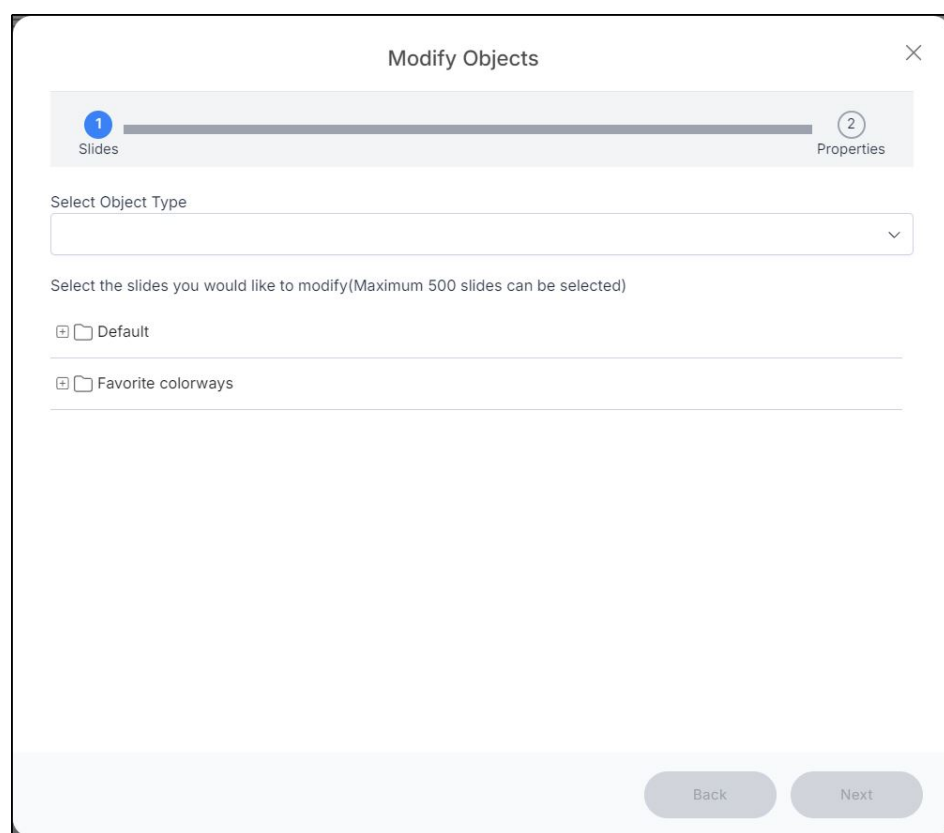 Modify Objects
1
2
Slides
Properties
Select Object Type
Select the slides you would like to modify(Maximum 500 slides can be selected)
Default
Favorite colorways
Back
Next